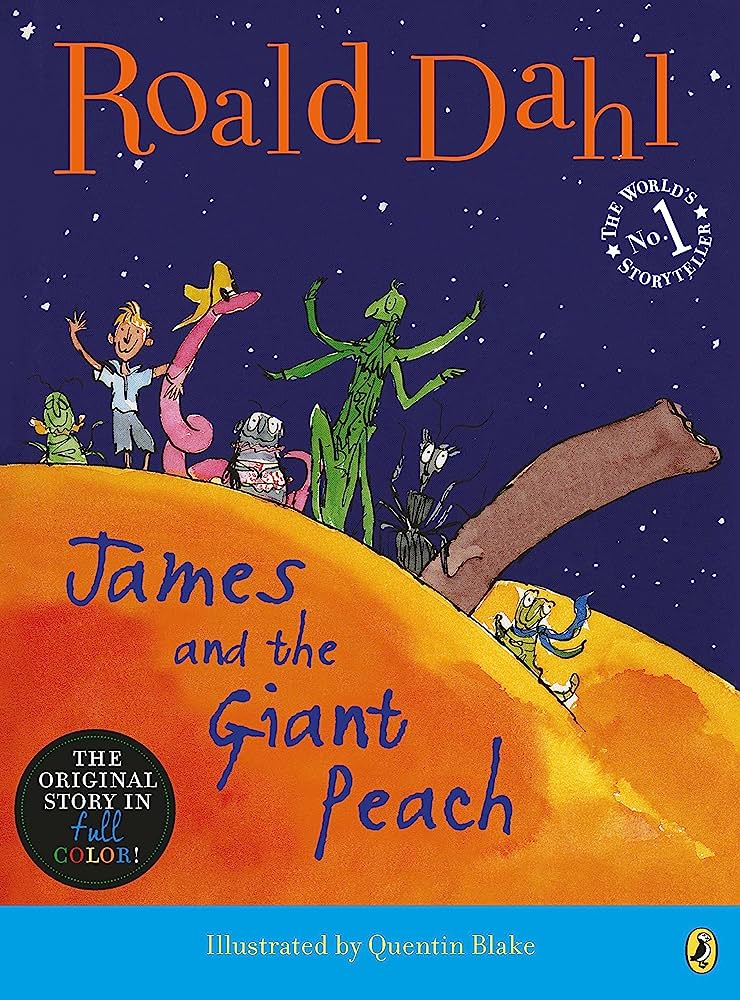 Roald Dahl
THE WORLD'S
No. 1
STORYTELLER
James
and the
Giant
Peach
THE
ORIGINAL
STORY IN
full
COLOR!
Illustrated by Quentin Blake